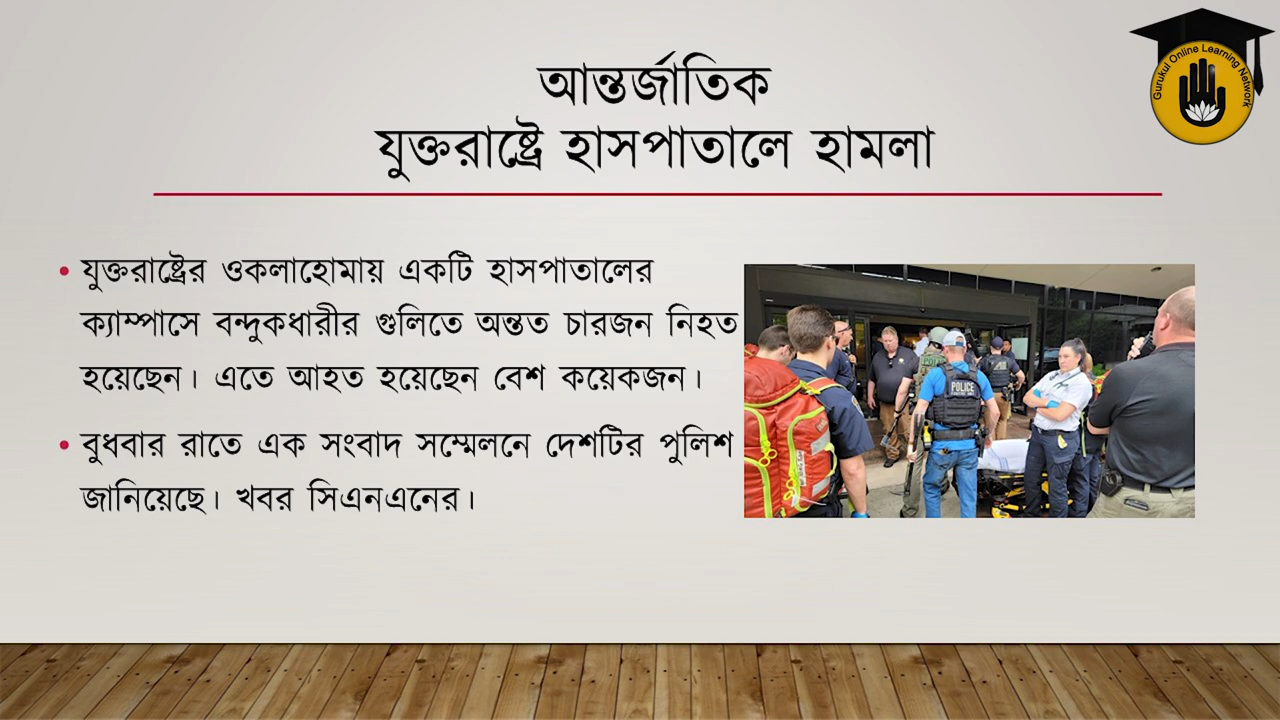 Gurukul Online Learning Network
আন্তর্জাতিক
যুক্তরাষ্ট্রে হাসপাতালে হামলা
• যুক্তরাষ্ট্রের ওকলাহোমায় একটি হাসপাতালের
ক্যাম্পাসে বন্দুকধারীর গুলিতে অন্তত চারজন নিহত
হয়েছেন। এতে আহত হয়েছেন বেশ কয়েকজন।
• বুধবার রাতে এক সংবাদ সম্মেলনে দেশটির পুলিশ
জানিয়েছে। খবর সিএনএনের।
POLICE